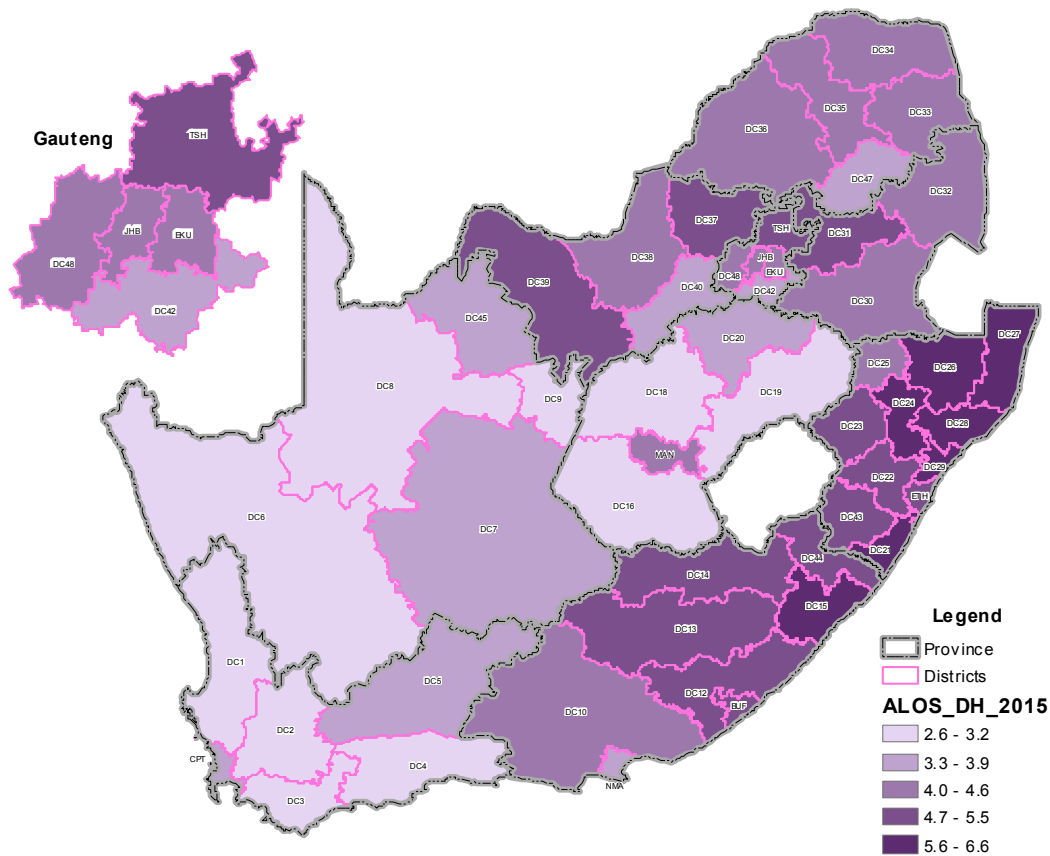 Gauteng
TSH
DC48
JHB
EKU
DC42
DC34
DC35
DC33
DC36
DC47
DC32
DC37
TSH
DC31
DC38
DC48
JHB
EKU
DC42
DC39
DC40
DC30
DC45
DC20
DC27
DC25
DC26
DC8
DC9
DC18
DC19
DC24
DC28
DC23
MAN
DC29
DC22
ETH
DC16
DC6
DC7
DC43
DC21
DC44
DC14
DC15
DC13
DC1
DC5
DC12
BUF
DC10
DC2
CPT
DC4
DC3
NMA
Legend
Province
Districts
ALOS_DH_2015
2.6 - 3.2
3.3 - 3.9
4.0 - 4.6
4.7 - 5.5
5.6 - 6.6